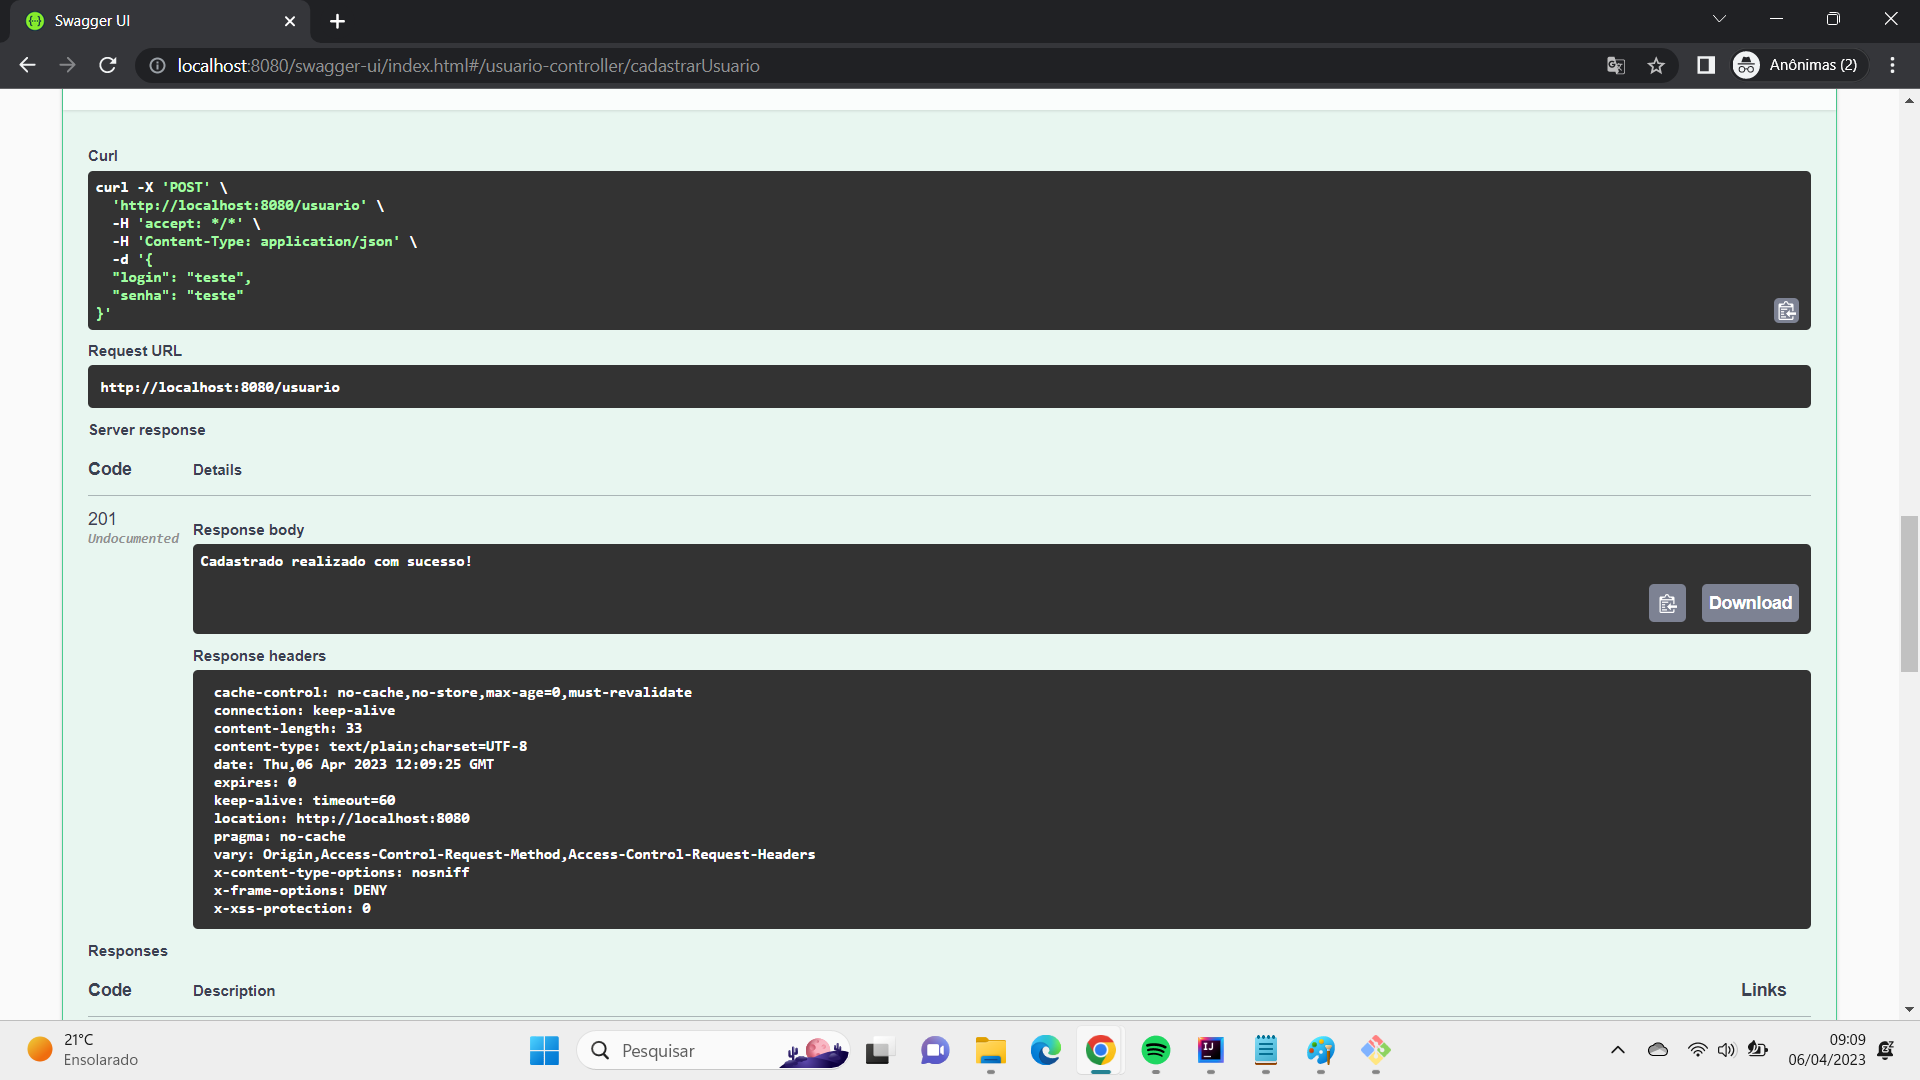 Swagger UI
localhost:8080/swagger-ui/index.html#/usuario-controller/cadastrarUsuario
Anônimas (2)
Curl
curl -X 'POST' \
'http://localhost:8080/usuario' \
-H 'accept: */*' \
-H 'Content-Type: application/json' \
-d '{
"login": "teste",
"senha": "teste"
}'
Request URL
http://localhost:8080/usuario
Server response
Code Details
201
Undocumented
Response body
Cadastrado realizado com sucesso!
Download
Response headers
cache-control: no-cache,no-store,max-age=0,must-revalidate
connection: keep-alive
content-length: 33
content-type: text/plain;charset=UTF-8
date: Thu,06 Apr 2023 12:09:25 GMT
expires: 0
keep-alive: timeout=60
location: http://localhost:8080
pragma: no-cache
vary: Origin,Access-Control-Request-Method,Access-Control-Request-Headers
x-content-type-options: nosniff
x-frame-options: DENY
x-xss-protection: 0
Responses
Code Description Links
21°C
Ensolarado
Pesquisar
09:09
06/04/2023